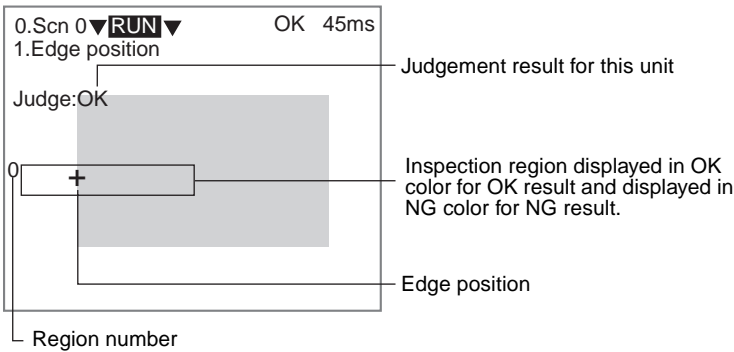 0.Scn 0▼RUN▼ OK 45ms
1.Edge position
Judgement result for this unit
Judge:OK
0
Inspection region displayed in OK
color for OK result and displayed in
NG color for NG result.
Edge position
Region number